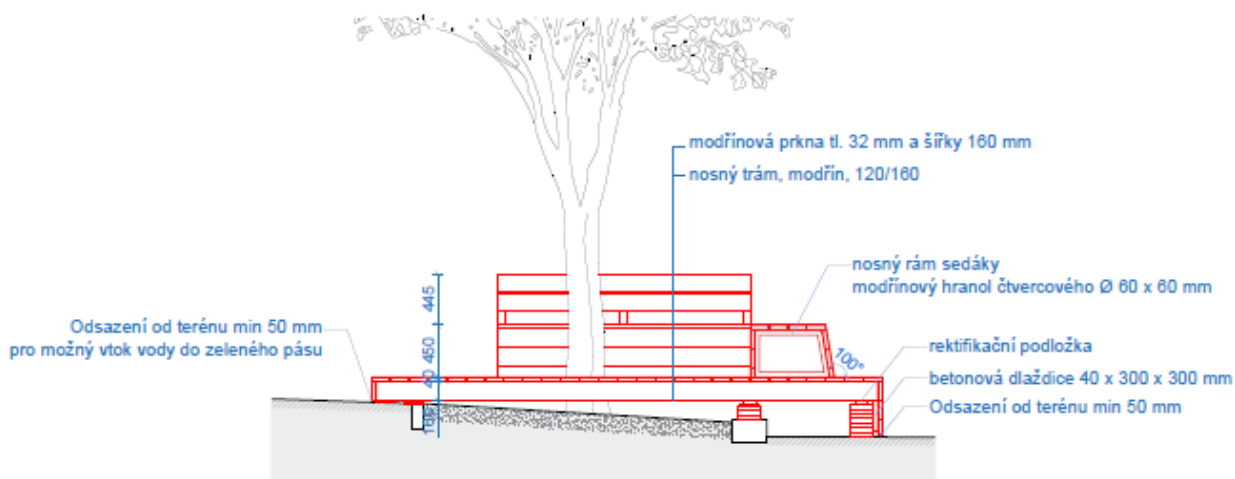 modřínová prkna tl. 32 mm a šířky 160 mm
nosný trám, modřín, 120/160
nosný rám sedáky
modřínový hranol čtvercového Ø 60 x 60 mm
445
Odsazení od terénu min 50 mm
pro možný vtok vody do zeleného pásu
450
100°
rektifikační podložka
40
betonová dlaždice 40 x 300 x 300 mm
Odsazení od terénu min 50 mm